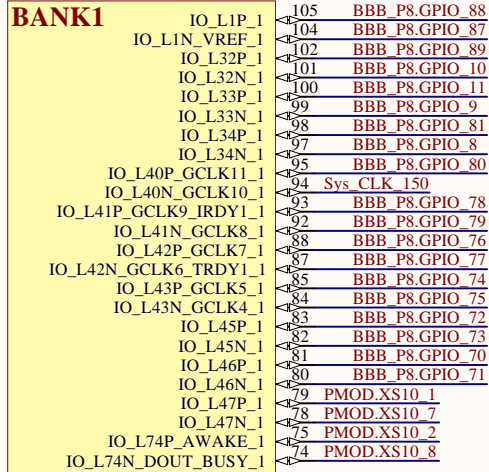 BANK1
IO_L1P_1 105 BBB_P8.GPIO_88
IO_L1N_VREF_1 104 BBB_P8.GPIO_87
IO_L32P_1 102 BBB_P8.GPIO_89
IO_L32N_1 101 BBB_P8.GPIO_10
IO_L33P_1 100 BBB_P8.GPIO_11
IO_L33N_1 99 BBB_P8.GPIO_9
IO_L34P_1 98 BBB_P8.GPIO_81
IO_L34N_1 97 BBB_P8.GPIO_8
IO_L40P_GCLK11_1 95 BBB_P8.GPIO_80
IO_L40N_GCLK10_1 94 Sys_CLK_150
IO_L41P_GCLK9_IRDY1_1 93 BBB_P8.GPIO_78
IO_L41N_GCLK8_1 92 BBB_P8.GPIO_79
IO_L42P_GCLK7_1 88 BBB_P8.GPIO_76
IO_L42N_GCLK6_TRDY1_1 87 BBB_P8.GPIO_77
IO_L43P_GCLK5_1 85 BBB_P8.GPIO_74
IO_L43N_GCLK4_1 84 BBB_P8.GPIO_75
IO_L45P_1 83 BBB_P8.GPIO_72
IO_L45N_1 82 BBB_P8.GPIO_73
IO_L46P_1 81 BBB_P8.GPIO_70
IO_L46N_1 80 BBB_P8.GPIO_71
IO_L47P_1 79 PMOD.XS10_1
IO_L47N_1 78 PMOD.XS10_7
IO_L74P_AWAKE_1 75 PMOD.XS10_2
IO_L74N_DOUT_BUSY_1 74 PMOD.XS10_8